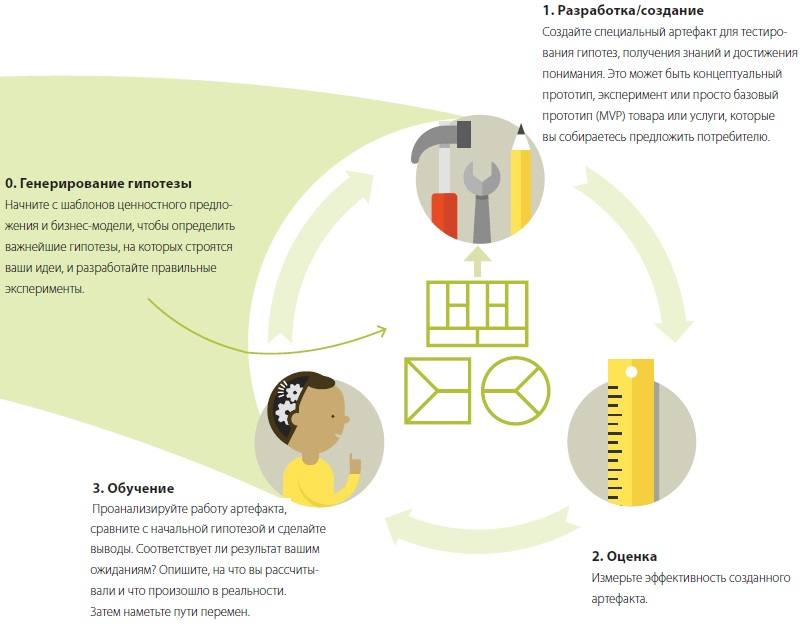 1. Разработка/создание
Создайте специальный артефакт для тестиро-
вания гипотез, получения знаний и достижения
понимания. Это может быть концептуальный
прототип, эксперимент или просто базовый
прототип (MVP) товара или услуги, которые
вы собираетесь предложить потребителю.
0. Генерирование гипотезы
Начните с шаблонов ценностного предло-
жения и бизнес-модели, чтобы определить
важнейшие гипотезы, на которых строятся
ваши идеи, и разработайте правильные
эксперименты.
3. Обучение
Проанализируйте работу артефакта,
сравните с начальной гипотезой и сделайте
выводы. Соответствует ли результат вашим
ожиданиям? Опишите, на что вы рассчиты-
вали и что произошло в реальности.
Затем наметьте пути перемен.
2. Оценка
Измерьте эффективность созданного
артефакта.